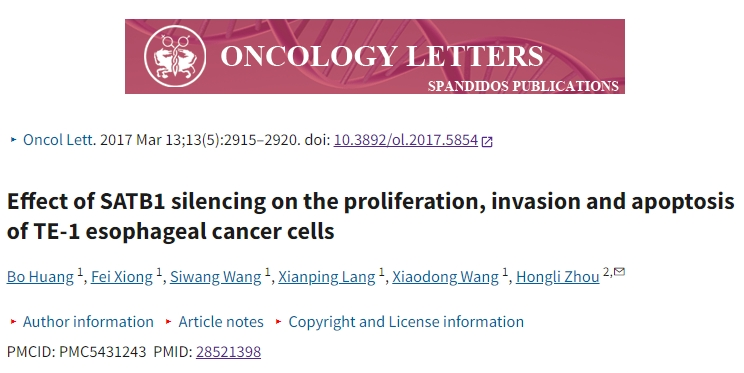 ONCOLOGY LETTERS
SPANDIDOS PUBLICATIONS
‣ Oncol Lett. 2017 Mar 13;13(5):2915–2920. doi: 10.3892/ol.2017.5854
Effect of SATB1 silencing on the proliferation, invasion and apoptosis
of TE-1 esophageal cancer cells
Bo Huang 1, Fei Xiong 1, Siwang Wang 1, Xianping Lang 1, Xiaodong Wang 1, Hongli Zhou 2,✉
‣ Author information ‣ Article notes ‣ Copyright and License information
PMCID: PMC5431243 PMID: 28521398